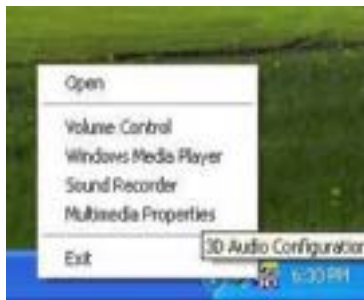 Open
Volume Control
Windows Media Player
Sound Recorder
Multimedia Properties
Exit
3D Audio Configuration
6:30 PM